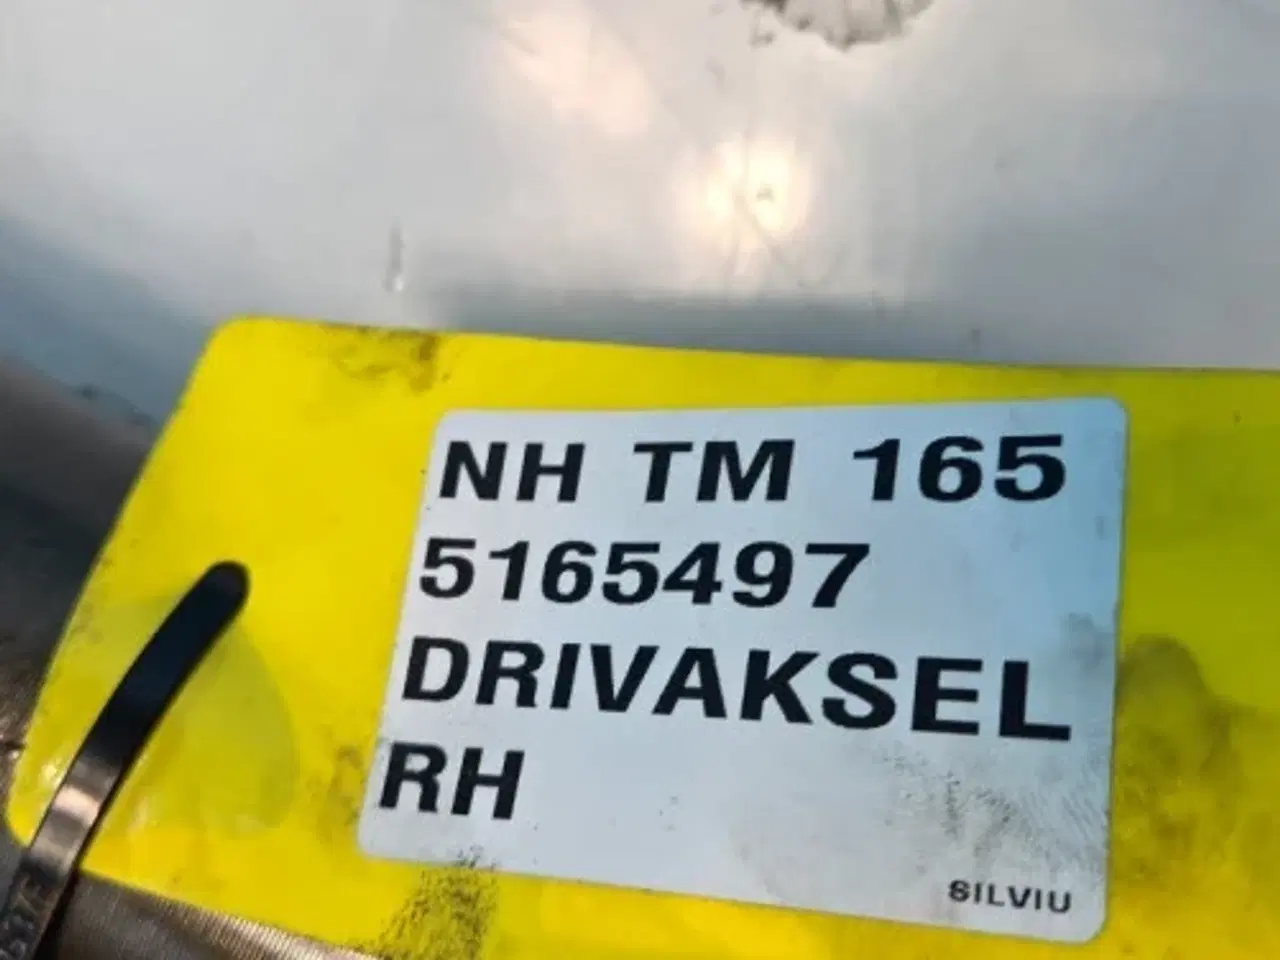 NH TM 165
5165497
DRIVAKSEL
RH
SILVIU